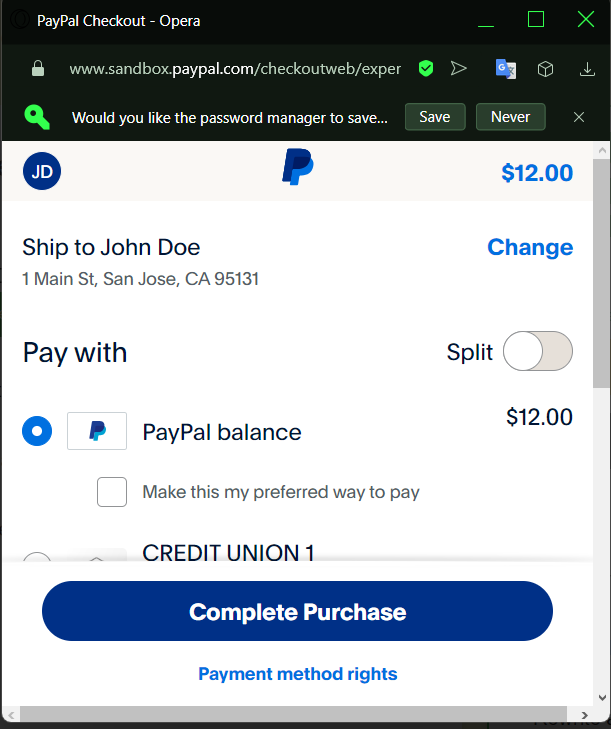 PayPal Checkout - Opera
www.sandbox.paypal.com/checkoutweb/exper
Would you like the password manager to save...
Save
Never
JD
$12.00
Ship to John Doe
Change
1 Main St, San Jose, CA 95131
Pay with
Split
PayPal balance
$12.00
Make this my preferred way to pay
CREDIT UNION 1
Complete Purchase
Payment method rights